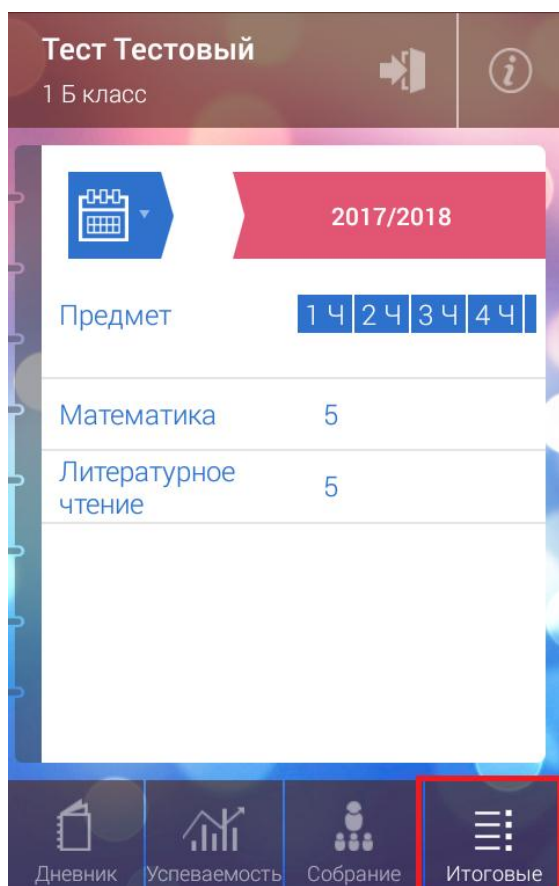 Тест Тестовый
1 Б класс
2017/2018
Предмет 1 Ч 2 Ч 3 Ч 4 Ч
Математика 5
Литературное
чтение 5
Дневник Успеваемость Собрание Итоговые